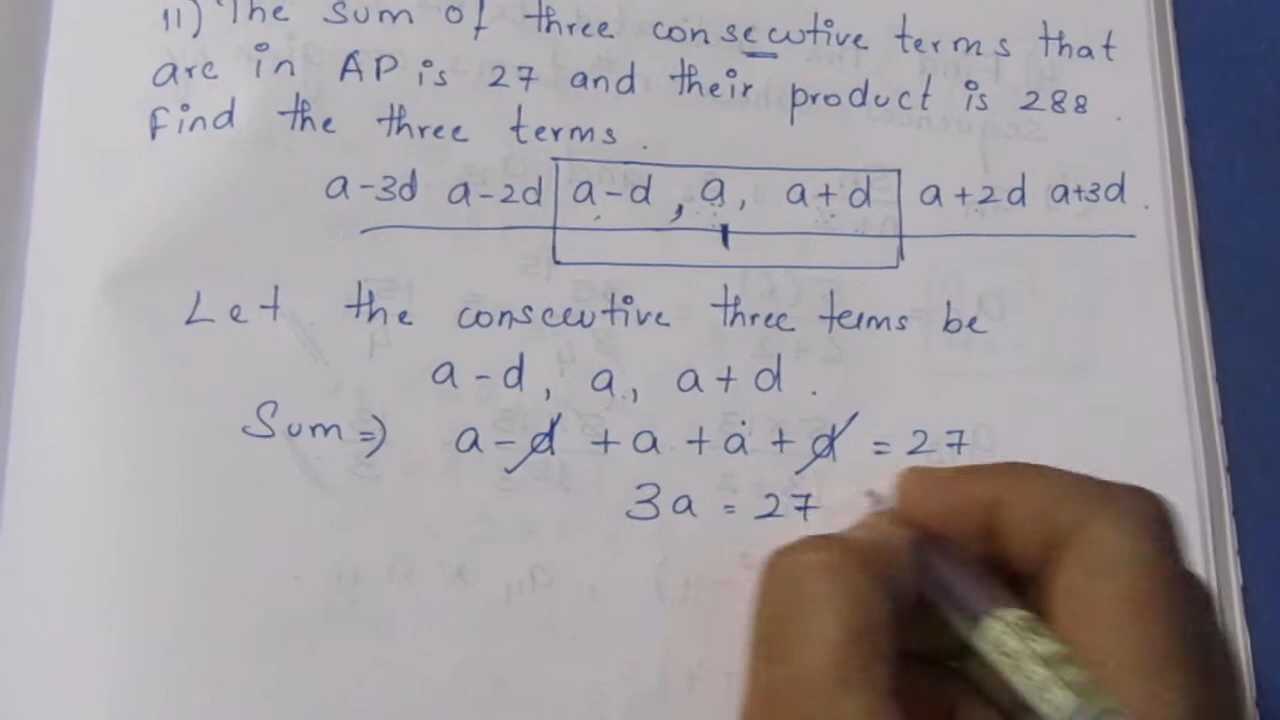 11) The sum of three consecutive terms that
are in AP is 27 and their product is 288.
Find the three terms.
a-3d a-2d a-d, a, a+d a+2d a+3d.
Let the consecutive three terms be
a-d, a, a+d.
Sum ⇒ a-d + a + a + d = 27
3a = 27